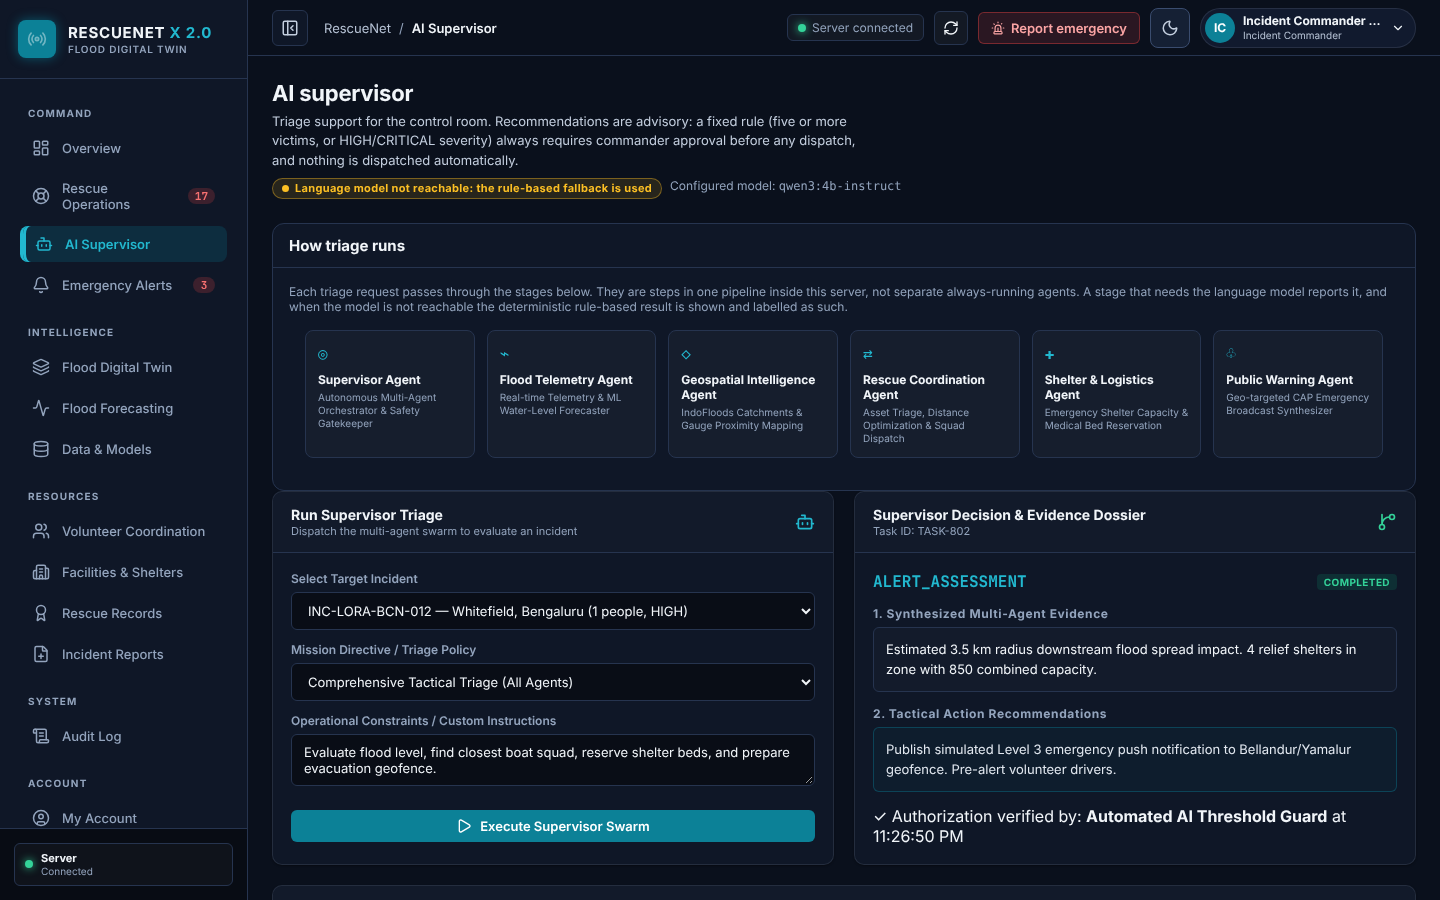 RESCUENET X 2.0
FLOOD DIGITAL TWIN
COMMAND
Overview
Rescue
Operations
17
AI Supervisor
Emergency Alerts
3
INTELLIGENCE
Flood Digital Twin
Flood Forecasting
Data & Models
RESOURCES
Volunteer Coordination
Facilities & Shelters
Rescue Records
Incident Reports
SYSTEM
Audit Log
ACCOUNT
My Account
Server
Connected
RescueNet / AI Supervisor
Server connected
Report emergency
IC
Incident Commander ...
Incident Commander
AI supervisor
Triage support for the control room. Recommendations are advisory: a fixed rule (five or more
victims, or HIGH/CRITICAL severity) always requires commander approval before any dispatch,
and nothing is dispatched automatically.
Language model not reachable: the rule-based fallback is used
Configured model: qwen3:4b-instruct
How triage runs
Each triage request passes through the stages below. They are steps in one pipeline inside this server, not separate always-running agents. A stage that needs the language model reports it, and
when the model is not reachable the deterministic rule-based result is shown and labelled as such.
Supervisor Agent
Autonomous Multi-Agent
Orchestrator & Safety
Gatekeeper
Flood Telemetry Agent
Real-time Telemetry & ML
Water-Level Forecaster
Geospatial Intelligence
Agent
IndoFloods Catchments &
Gauge Proximity Mapping
Rescue Coordination
Agent
Asset Triage, Distance
Optimization & Squad
Dispatch
Shelter & Logistics
Agent
Emergency Shelter Capacity &
Medical Bed Reservation
Public Warning Agent
Geo-targeted CAP Emergency
Broadcast Synthesizer
Run Supervisor Triage
Dispatch the multi-agent swarm to evaluate an incident
Select Target Incident
INC-LORA-BCN-012 — Whitefield, Bengaluru (1 people, HIGH)
Mission Directive / Triage Policy
Comprehensive Tactical Triage (All Agents)
Operational Constraints / Custom Instructions
Evaluate flood level, find closest boat squad, reserve shelter beds, and prepare
evacuation geofence.
Execute Supervisor Swarm
Supervisor Decision & Evidence Dossier
Task ID: TASK-802
ALERT_ASSESSMENT
COMPLETED
1. Synthesized Multi-Agent Evidence
Estimated 3.5 km radius downstream flood spread impact. 4 relief shelters in
zone with 850 combined capacity.
2. Tactical Action Recommendations
Publish simulated Level 3 emergency push notification to Bellandur/Yamalur
geofence. Pre-alert volunteer drivers.
✓ Authorization verified by: Automated AI Threshold Guard at
11:26:50 PM